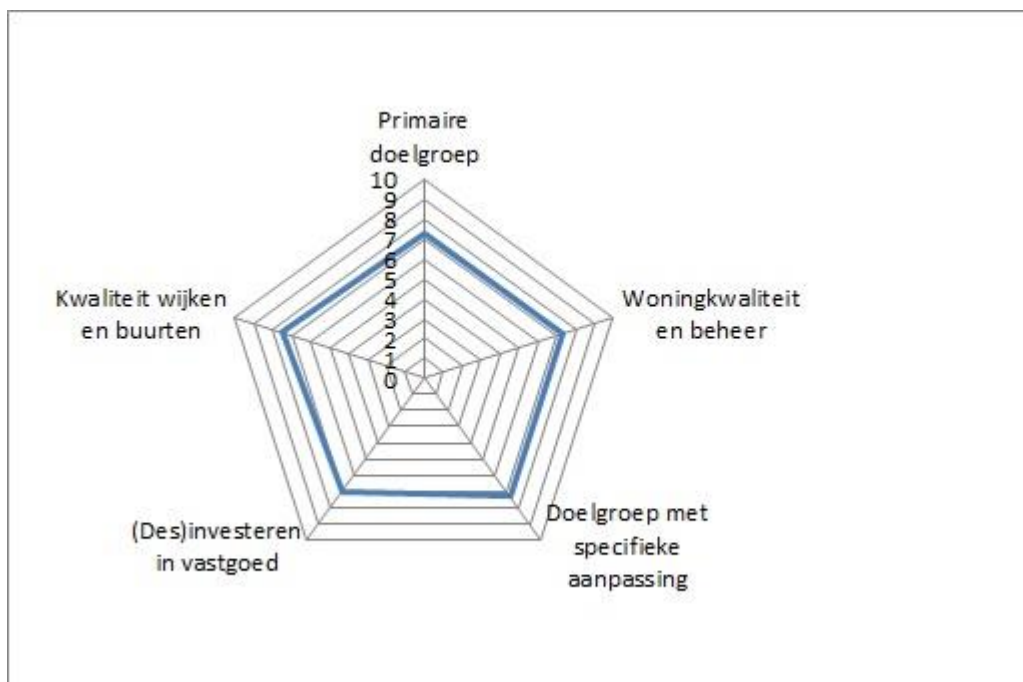 Primaire
doelgroep
10
9
8
7
6
5
4
3
2
1
0
Kwaliteit wijken
en buurten
Woningkwaliteit
en beheer
(Des)investeren
in vastgoed
Doelgroep met
specifieke
aanpassing